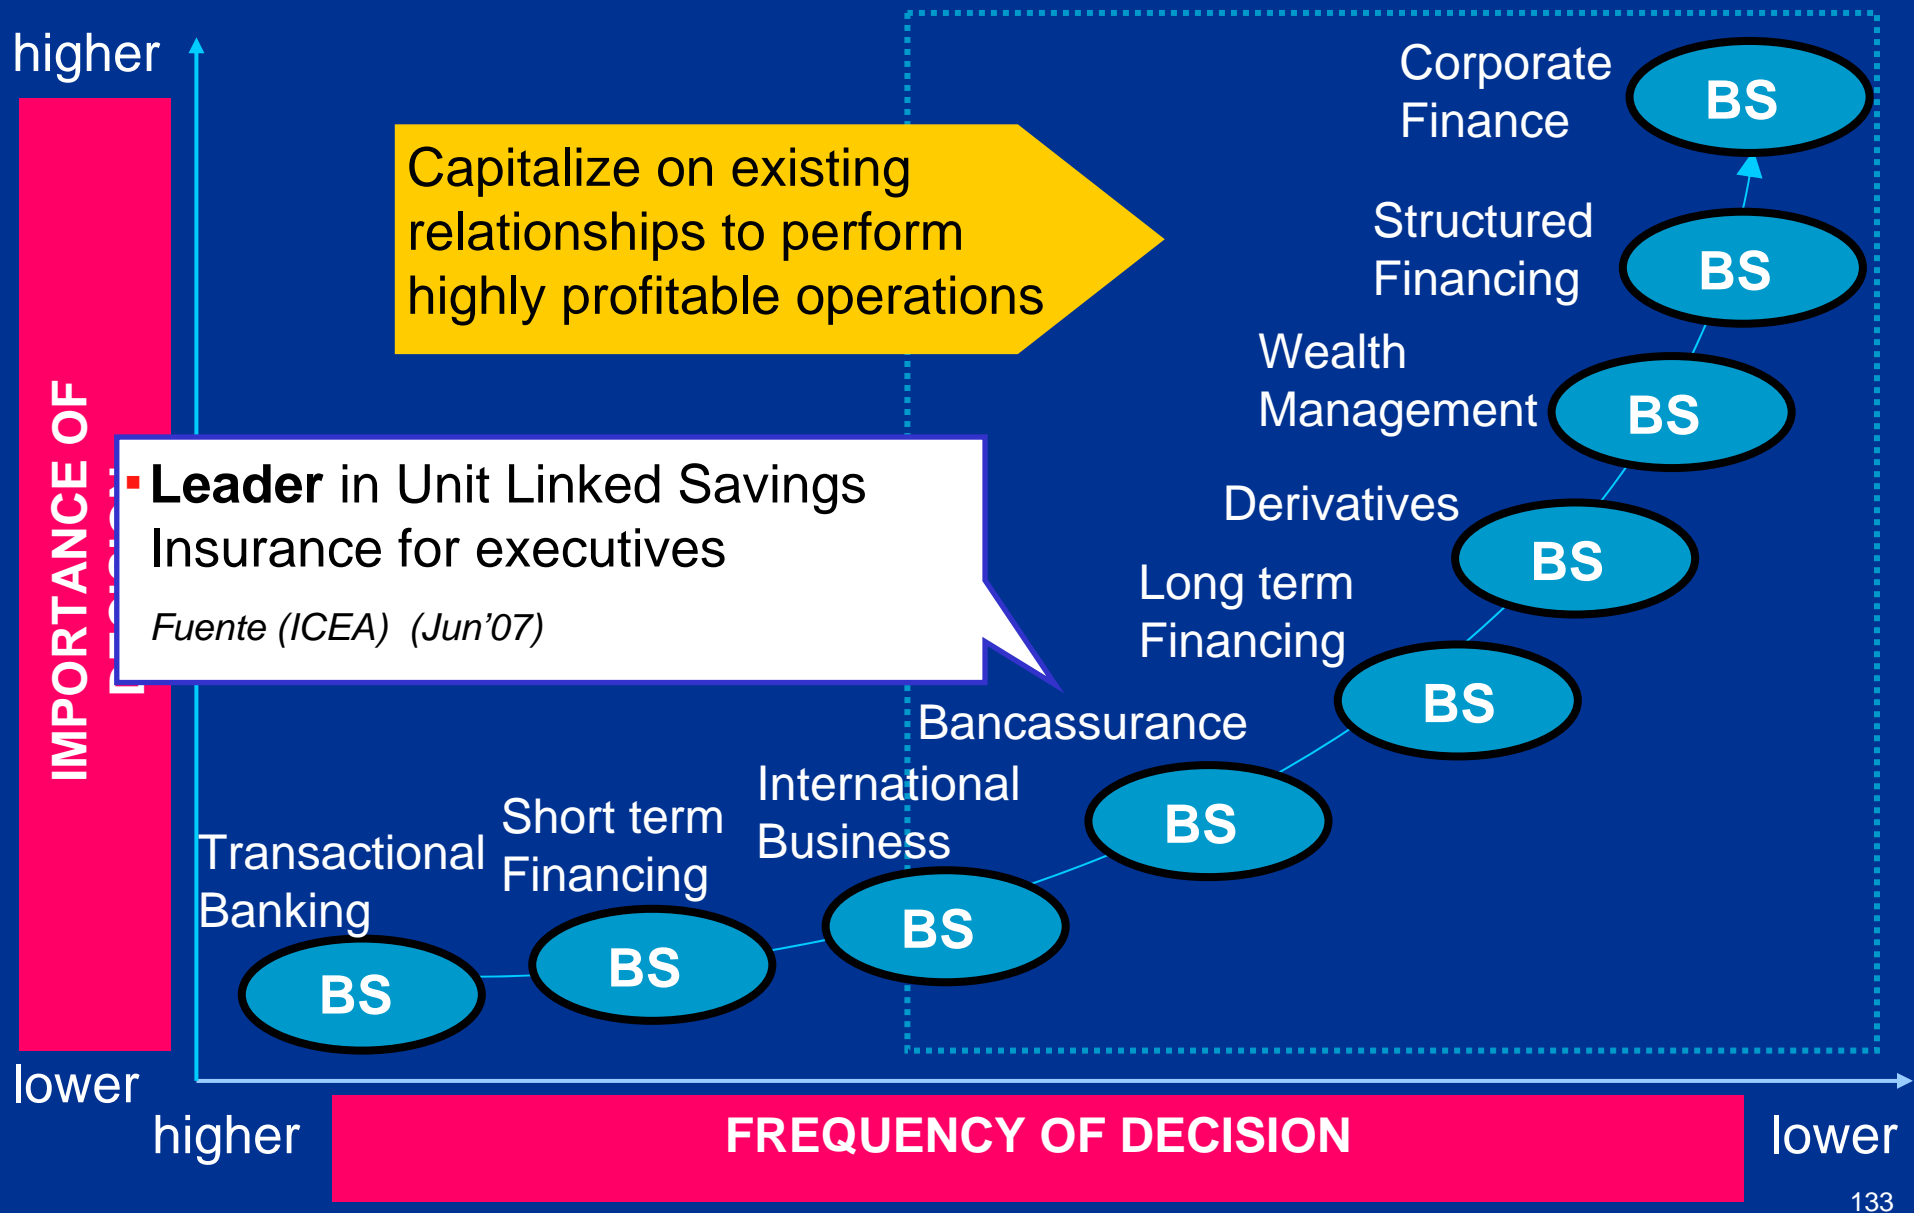 higher
Corporate
Finance
BS
Capitalize on existing
relationships to perform
highly profitable operations
Structured
Financing
BS
Wealth
Management
BS
IMPORTANCE OF
▪ Leader in Unit Linked Savings
Insurance for executives
Fuente (ICEA) (Jun'07)
Derivatives
BS
Long term
Financing
BS
Bancassurance
BS
International
Business
BS
Short term
Financing
BS
Transactional
Banking
BS
lower
higher
FREQUENCY OF DECISION
lower
133